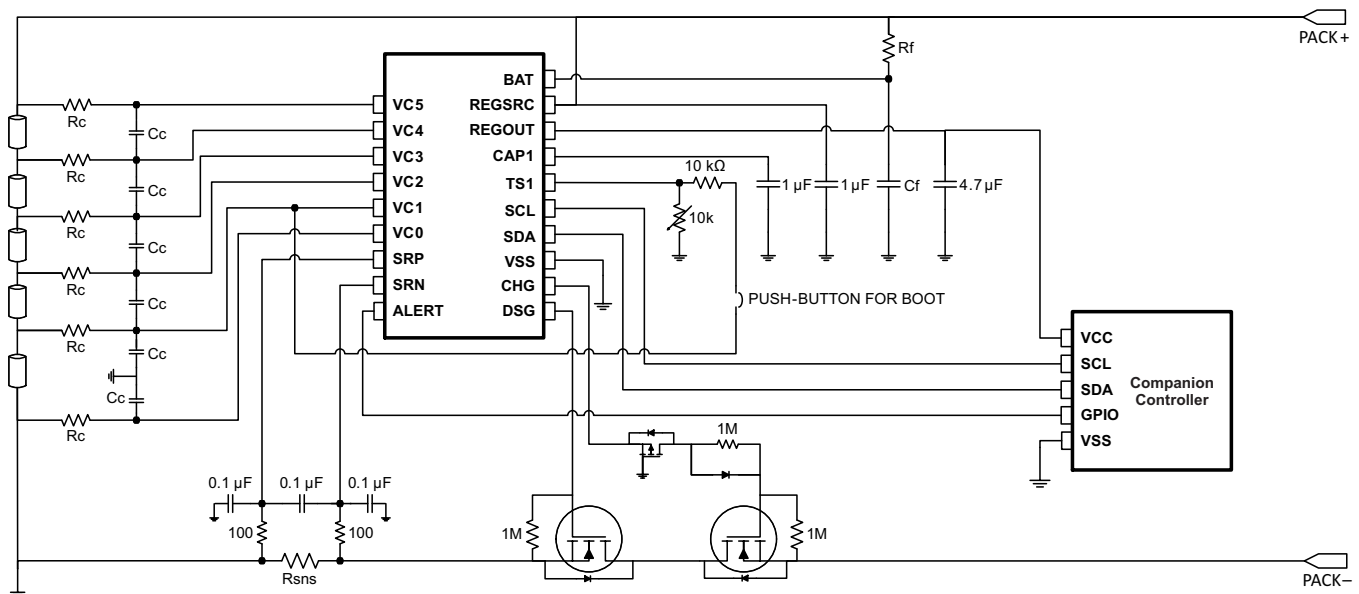 PACK+
Rf
BAT
VC5
REGSRC
Rc
Cc
VC4
REGOUT
Rc
VC3
CAP1
10 kΩ
Cc
VC2
TS1
1 µF
1 µF
Cf
4.7 µF
Rc
VC1
SCL
10k
Cc
VC0
SDA
Rc
SRP
VSS
Cc
SRN
CHG
PUSH-BUTTON FOR BOOT
ALERT
DSG
Rc
Cc
VCC
SCL
Cc
SDA
Companion
Controller
GPIO
Rc
1M
VSS
0.1 µF
0.1 µF
0.1 µF
100
100
1M
1M
Rsns
PACK–